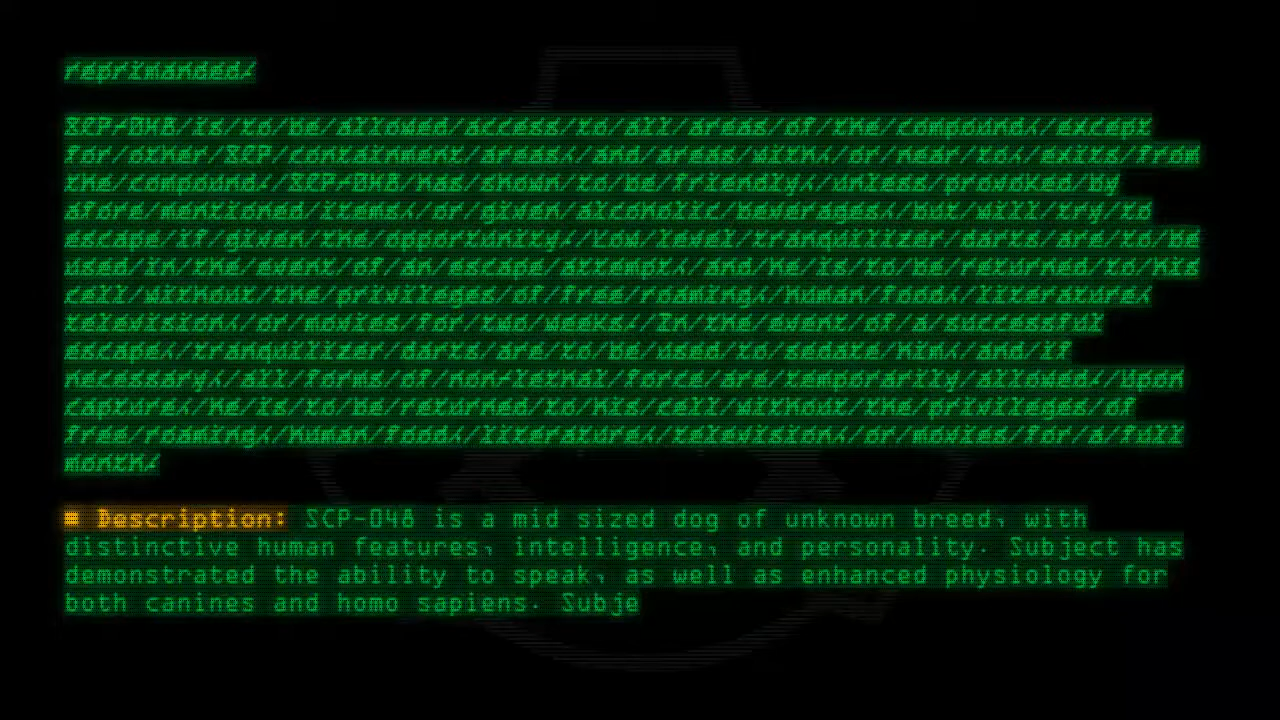 reprimanded/
SCP-048/is/to/be/allowed/access/to/all/areas/of/the/compound,/except
for/other/SCP/containment/areas,/and/areas/with,/or/near/to,/exits/from
the/compound.//SCP-048/has/shown/to/be/friendly,/unless/provoked/by
afore/mentioned/items,/or/given/alcoholic/beverages,/but/will/try/to
escape/if/given/the/opportunity.//Low/level/tranquilizer/darts/are/to/be
used/in/the/event/of/an/escape/attempt,/and/he/is/to/be/returned/to/his
cell/without/the/privileges/of/free/roaming,/human/food,/literature,
television,/or/movies/for/two/weeks.//In/the/event/of/a/successful
escape,/tranquilizer/darts/are/to/be/used/to/sedate/him,/and/if
necessary,/all/forms/of/non-lethal/force/are/temporarily/allowed.//Upon
capture,/he/is/to/be/returned/to/his/cell/without/the/privileges/of
free/roaming,/human/food,/literature,/television,/or/movies/for/a/full
month/
■ Description: SCP-048 is a mid sized dog of unknown breed, with
distinctive human features, intelligence, and personality. Subject has
demonstrated the ability to speak, as well as enhanced physiology for
both canines and homo sapiens. Subje